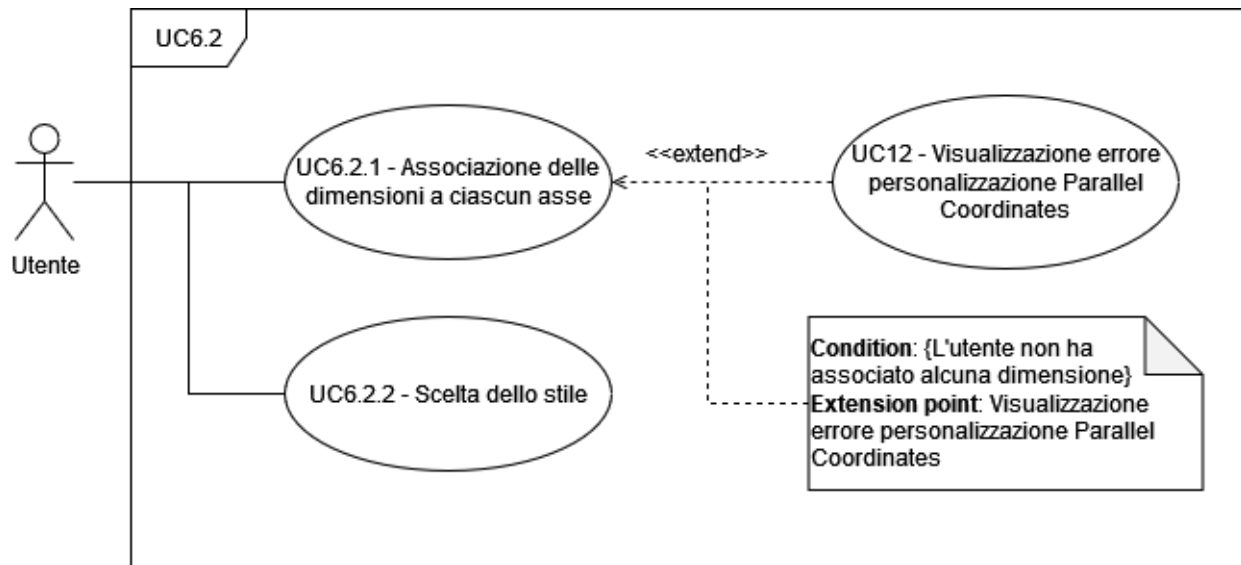 UC6.2
Utente
UC6.2.1 - Associazione delle
dimensioni a ciascun asse
<<extend>>
UC12 - Visualizzazione errore
personalizzazione Parallel
Coordinates
UC6.2.2 - Scelta dello stile
Condition: {L'utente non ha
associato alcuna dimensione}
Extension point: Visualizzazione
errore personalizzazione Parallel
Coordinates